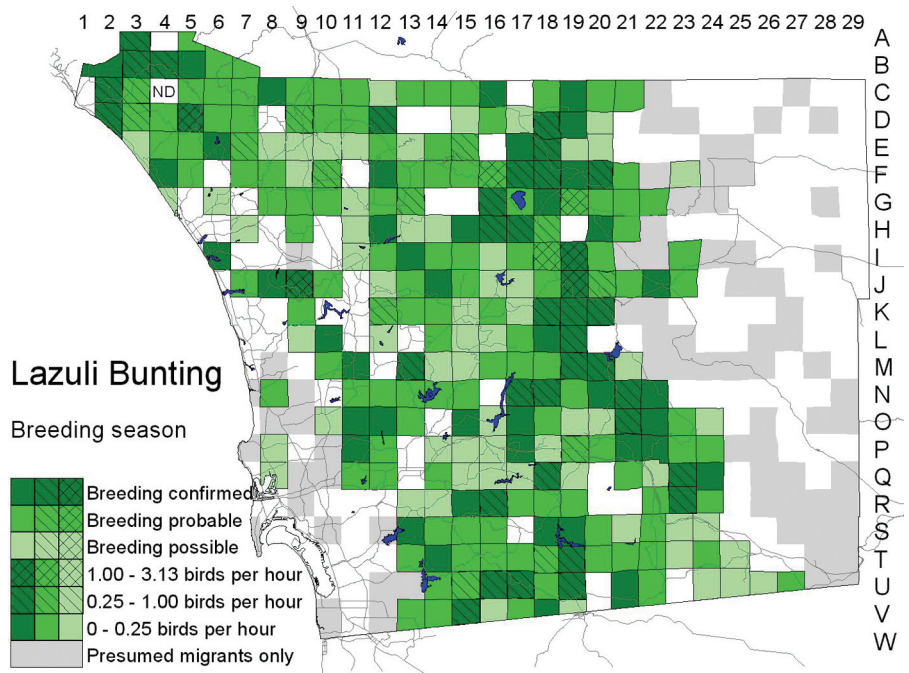 1 2 3 4 5 6 7 8 9 10 11 12 13 14 15 16 17 18 19 20 21 22 23 24 25 26 27 29
A
B
C
ND
D
E
F
G
H
I
J
K
L
M
N
O
P
Q
R
S
T
U
V
W
Lazuli Bunting
Breeding season
Breeding confirmed
Breeding probable
Breeding possible
1.00 - 3.13 birds per hour
0.25 - 1.00 birds per hour
0 - 0.25 birds per hour
Presumed migrants only